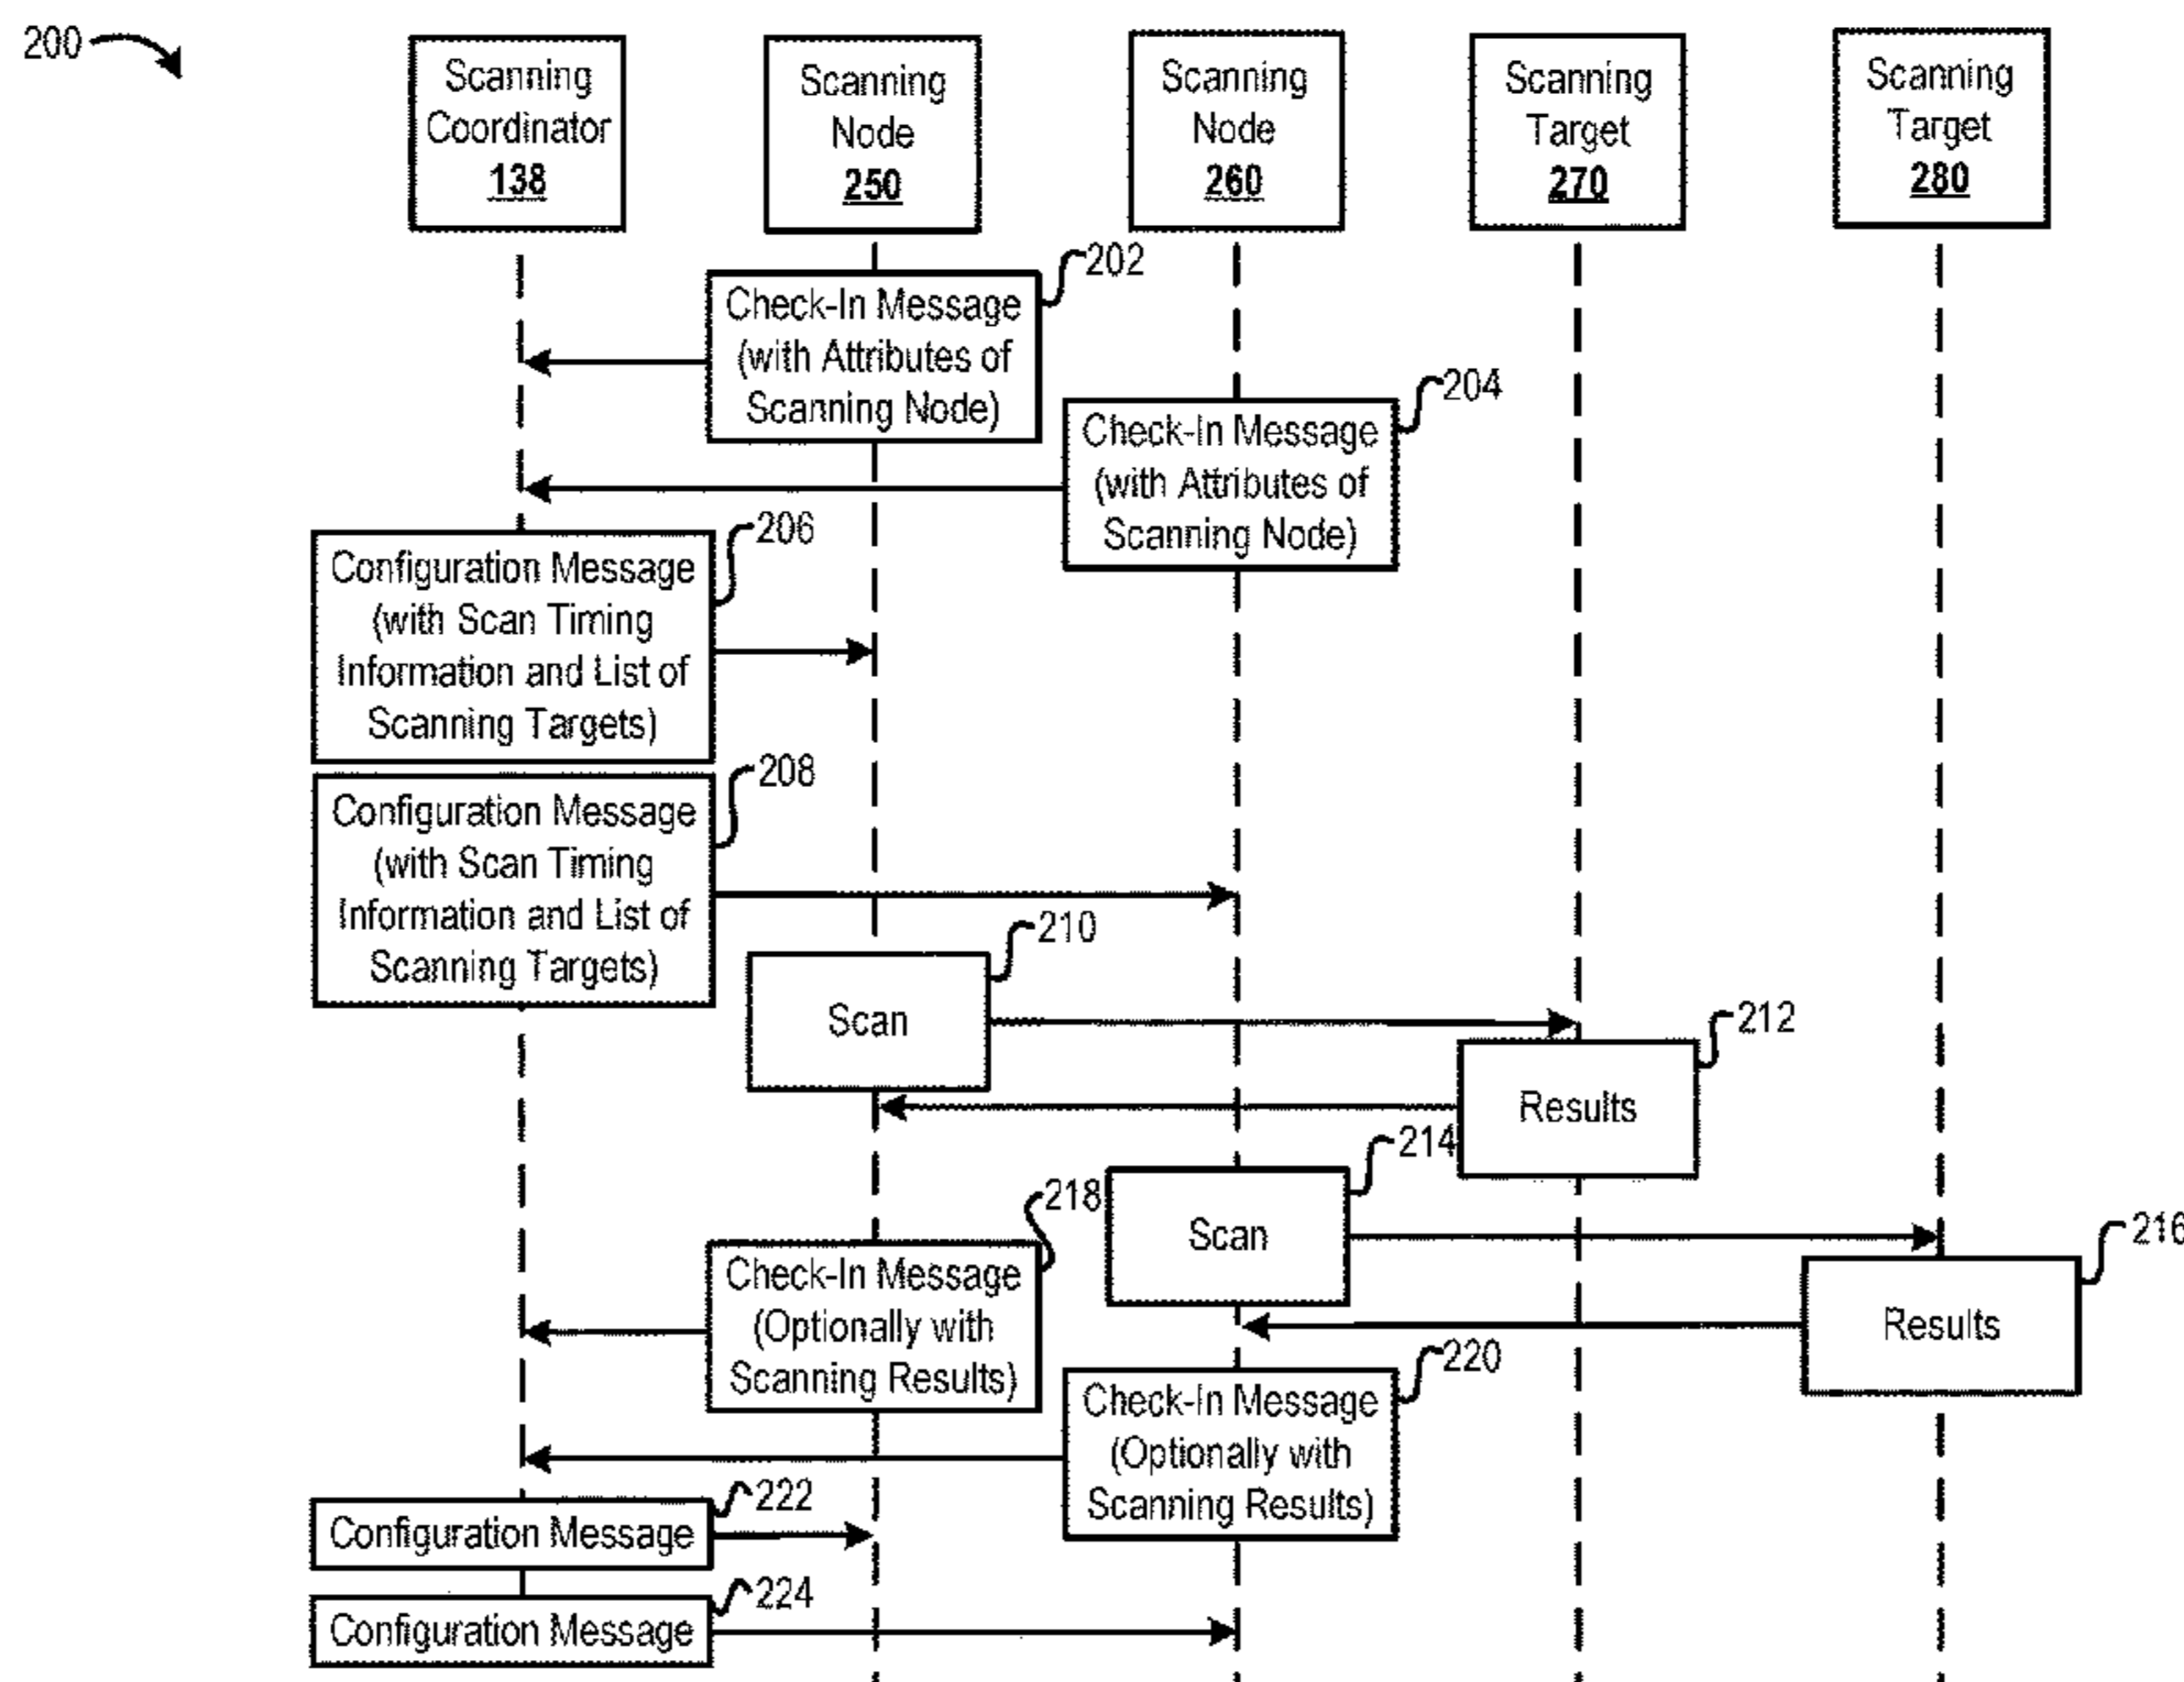 200
Scanning
Coordinator
138
Scanning
Node
250
Scanning
Node
260
Scanning
Target
270
Scanning
Target
280
202
Check-In Message
(with Attributes of
Scanning Node)
204
Check-In Message
(with Attributes of
Scanning Node)
206
Configuration Message
(with Scan Timing
Information and List of
Scanning Targets)
208
Configuration Message
(with Scan Timing
Information and List of
Scanning Targets)
210
Scan
212
Results
214
Scan
216
Results
218
Check-In Message
(Optionally with
Scanning Results)
220
Check-In Message
(Optionally with
Scanning Results)
222
Configuration Message
224
Configuration Message